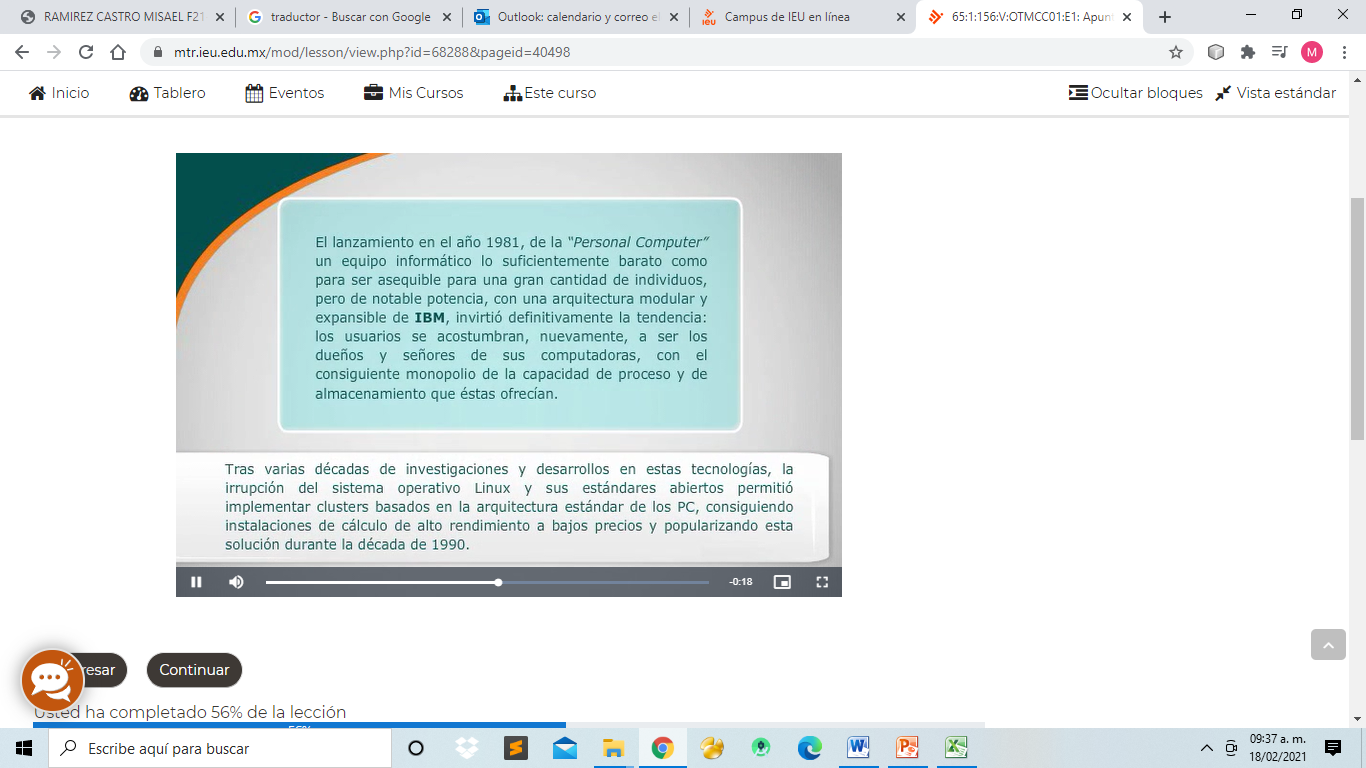 RAMIREZ CASTRO MISAEL F21
traductor - Buscar con Google
Outlook: calendario y correo el
Campus de IEU en línea
65:1:156:V:OTMCC01:E1: Apunt
mtr.ieu.edu.mx/mod/lesson/view.php?id=68288&pageid=40498
M
Inicio
Tablero
Eventos
Mis Cursos
Este curso
Ocultar bloques
Vista estándar
El lanzamiento en el año 1981, de la “Personal Computer”
un equipo informático lo suficientemente barato como
para ser asequible para una gran cantidad de individuos,
pero de notable potencia, con una arquitectura modular y
expansible de IBM, invirtió definitivamente la tendencia:
los usuarios se acostumbran, nuevamente, a ser los
dueños y señores de sus computadoras, con el
consiguiente monopolio de la capacidad de proceso y de
almacenamiento que éstas ofrecían.
Tras varias décadas de investigaciones y desarrollos en estas tecnologías, la
irrupción del sistema operativo Linux y sus estándares abiertos permitió
implementar clusters basados en la arquitectura estándar de los PC, consiguiendo
instalaciones de cálculo de alto rendimiento a bajos precios y popularizando esta
solución durante la década de 1990.
-0:18
resar
Continuar
Usted ha completado 56% de la lección
Escribe aquí para buscar
09:37 a. m.
18/02/2021